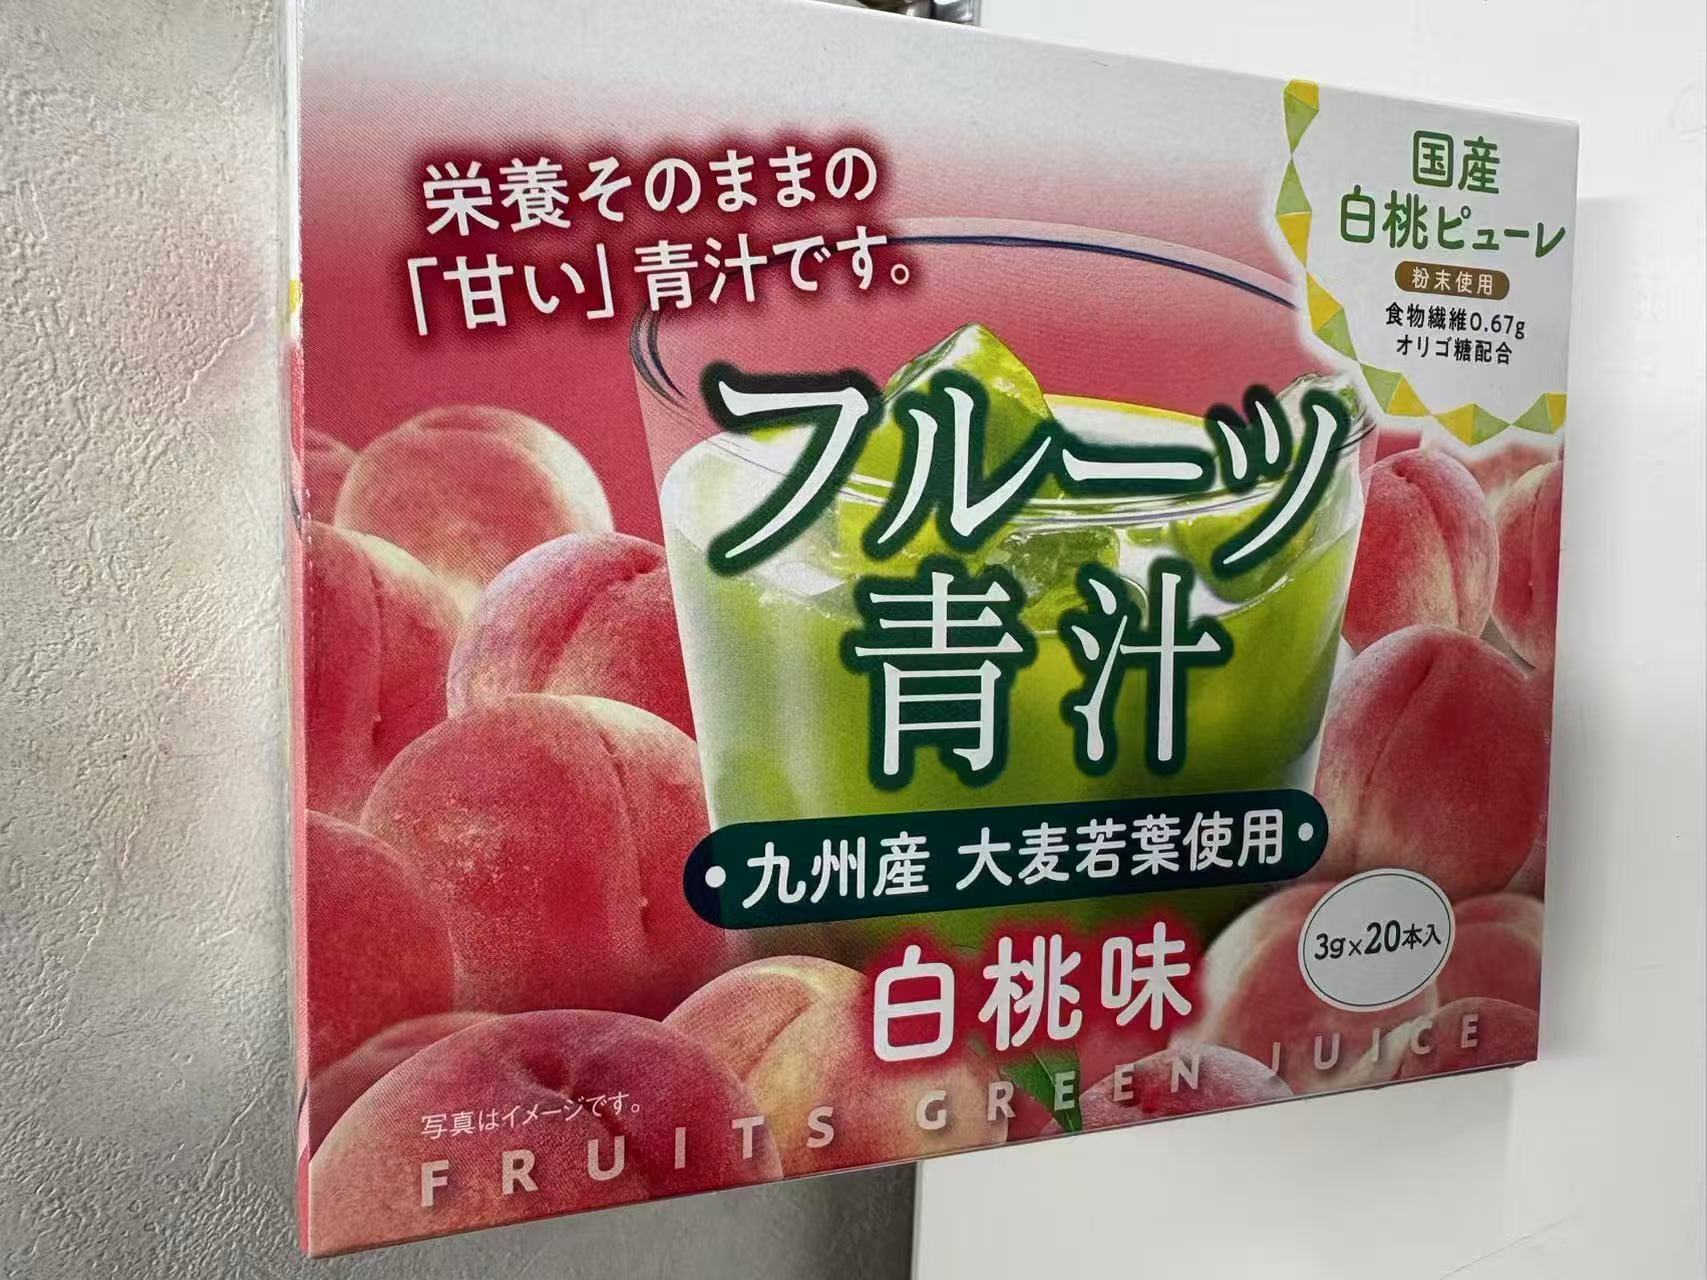 栄養そのままの
「甘い」青汁です。
国産
白桃ピューレ
粉末使用
食物繊維0.67g
オリゴ糖配合
フルーツ
青汁
・九州産 大麦若葉使用・
白桃味
3g×20本入
写真はイメージです。
FRUITS GREEN JUICE